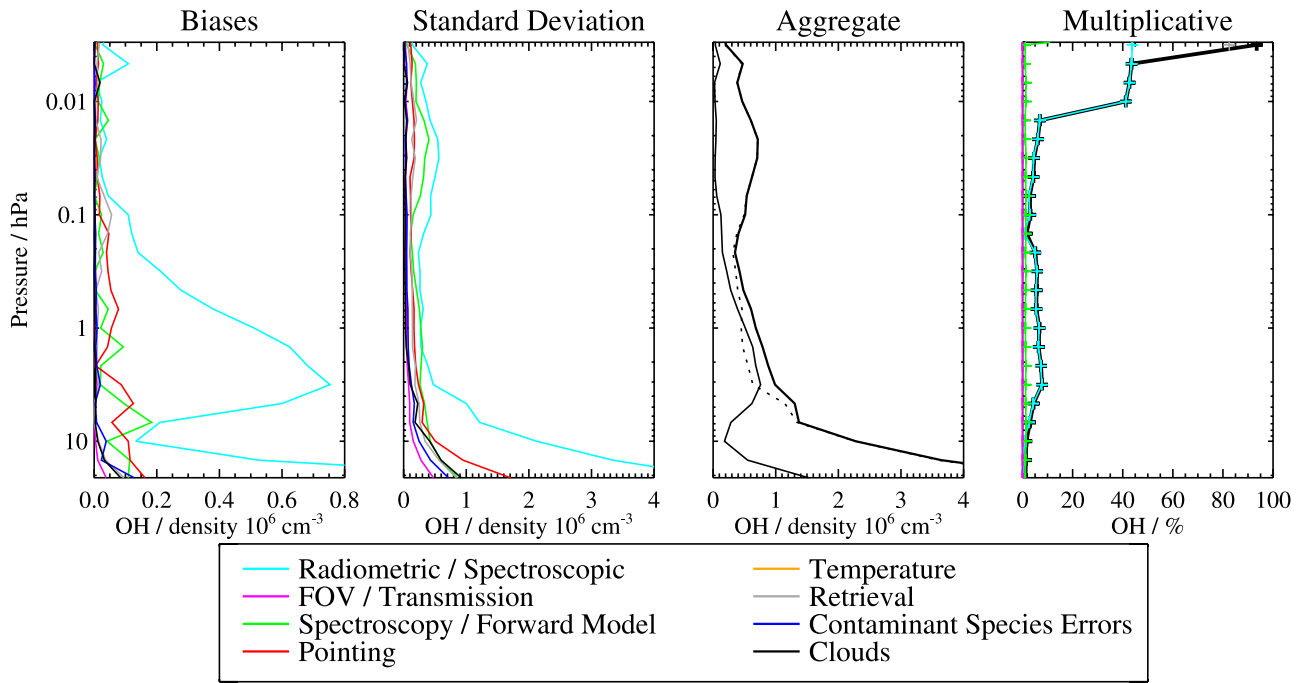 Biases Standard Deviation Aggregate Multiplicative
Pressure / hPa
0.01
0.1
1
10
0.0 0.2 0.4 0.6 0.8 0 1 2 3 4 0 1 2 3 4 0 20 40 60 80 100
OH / density 10⁶ cm⁻³ OH / density 10⁶ cm⁻³ OH / density 10⁶ cm⁻³ OH / %
Radiometric / Spectroscopic Temperature
FOV / Transmission Retrieval
Spectroscopy / Forward Model Contaminant Species Errors
Pointing Clouds